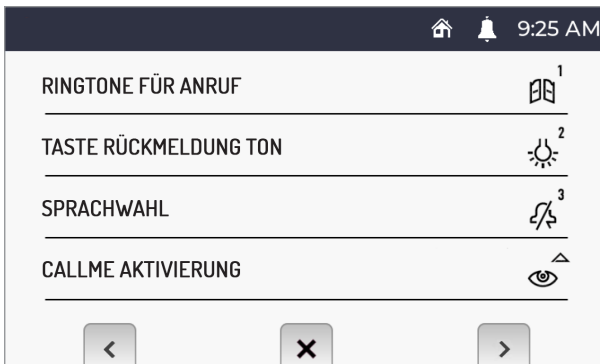 9:25 AM
RINGTONE FÜR ANRUF 1
TASTE RÜCKMELDUNG TON 2
SPRACHWAHL 3
CALLME AKTIVIERUNG